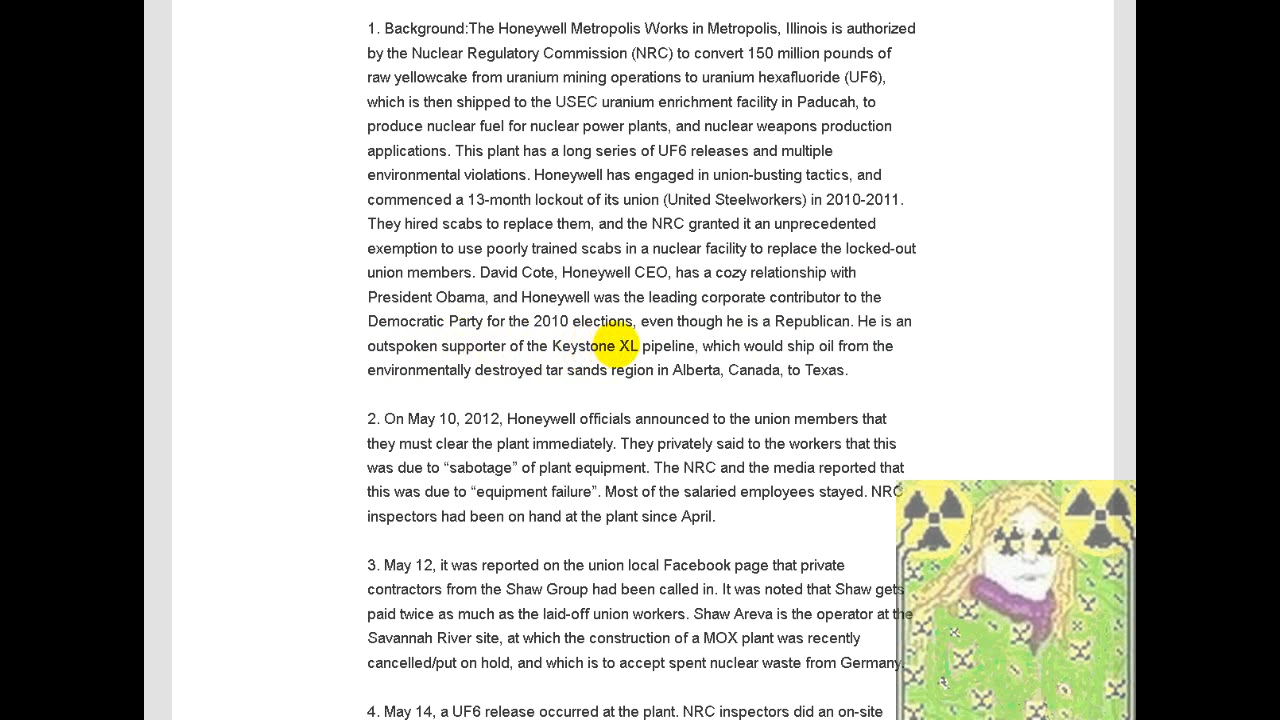 1. Background:The Honeywell Metropolis Works in Metropolis, Illinois is authorized
by the Nuclear Regulatory Commission (NRC) to convert 150 million pounds of
raw yellowcake from uranium mining operations to uranium hexafluoride (UF6),
which is then shipped to the USEC uranium enrichment facility in Paducah, to
produce nuclear fuel for nuclear power plants, and nuclear weapons production
applications. This plant has a long series of UF6 releases and multiple
environmental violations. Honeywell has engaged in union-busting tactics, and
commenced a 13-month lockout of its union (United Steelworkers) in 2010-2011.
They hired scabs to replace them, and the NRC granted it an unprecedented
exemption to use poorly trained scabs in a nuclear facility to replace the locked-out
union members. David Cote, Honeywell CEO, has a cozy relationship with
President Obama, and Honeywell was the leading corporate contributor to the
Democratic Party for the 2010 elections, even though he is a Republican. He is an
outspoken supporter of the Keystone XL pipeline, which would ship oil from the
environmentally destroyed tar sands region in Alberta, Canada, to Texas.
2. On May 10, 2012, Honeywell officials announced to the union members that
they must clear the plant immediately. They privately said to the workers that this
was due to “sabotage” of plant equipment. The NRC and the media reported that
this was due to “equipment failure”. Most of the salaried employees stayed. NRC
inspectors had been on hand at the plant since April.
3. May 12, it was reported on the union local Facebook page that private
contractors from the Shaw Group had been called in. It was noted that Shaw gets
paid twice as much as the laid-off union workers. Shaw Areva is the operator at the
Savannah River site, at which the construction of a MOX plant was recently
cancelled/put on hold, and which is to accept spent nuclear waste from Germany.
4. May 14, a UF6 release occurred at the plant. NRC inspectors did an on-site